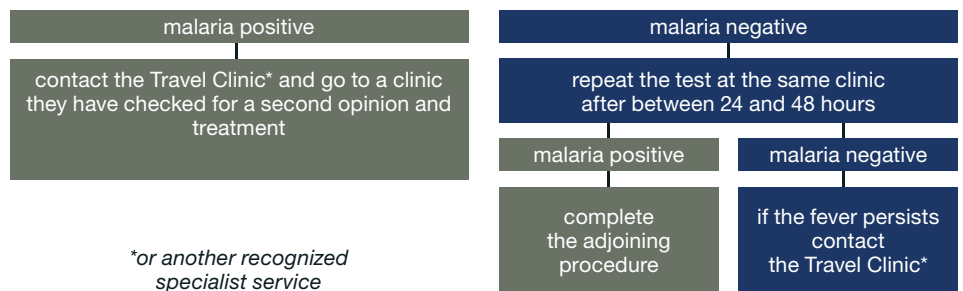 malaria positive
contact the Travel Clinic* and go to a clinic
they have checked for a second opinion and
treatment
*or another recognized
specialist service
malaria negative
repeat the test at the same clinic
after between 24 and 48 hours
malaria positive
complete
the adjoining
procedure
malaria negative
if the fever persists
contact
the Travel Clinic*